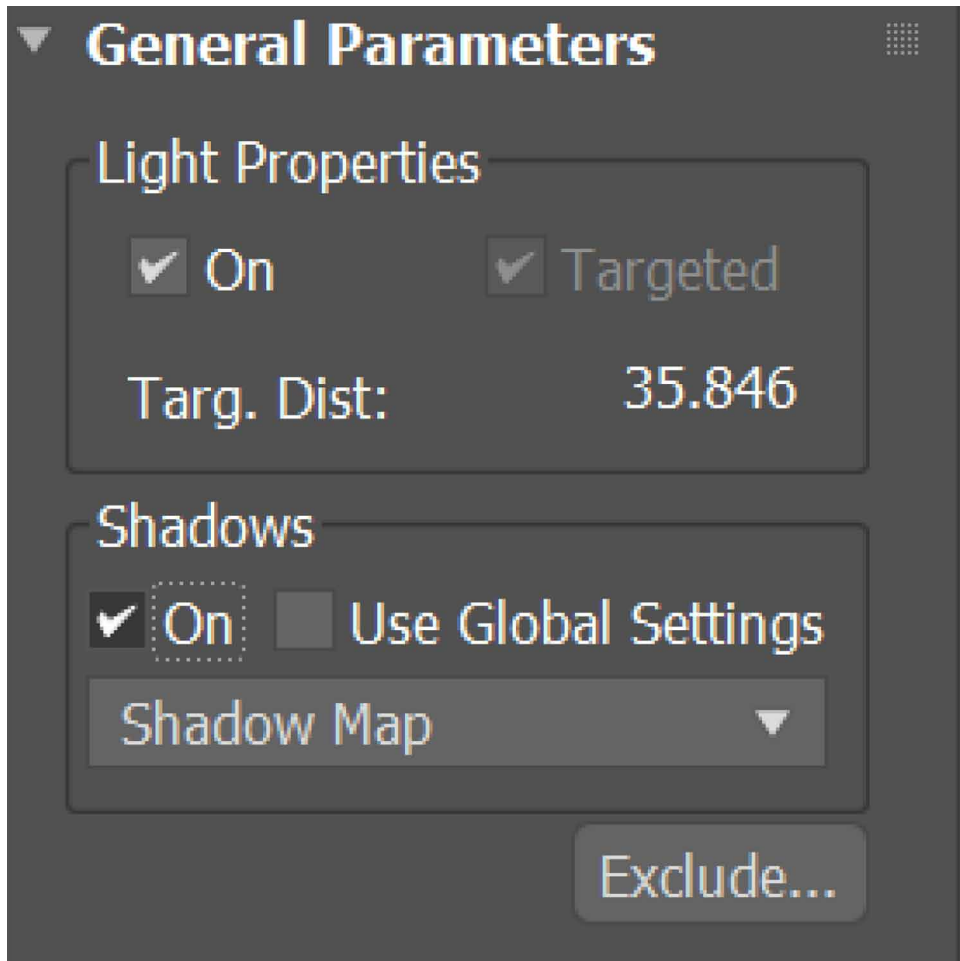 General Parameters
Light Properties
On Targeted
Targ. Dist: 35.846
Shadows
On Use Global Settings
Shadow Map
Exclude...